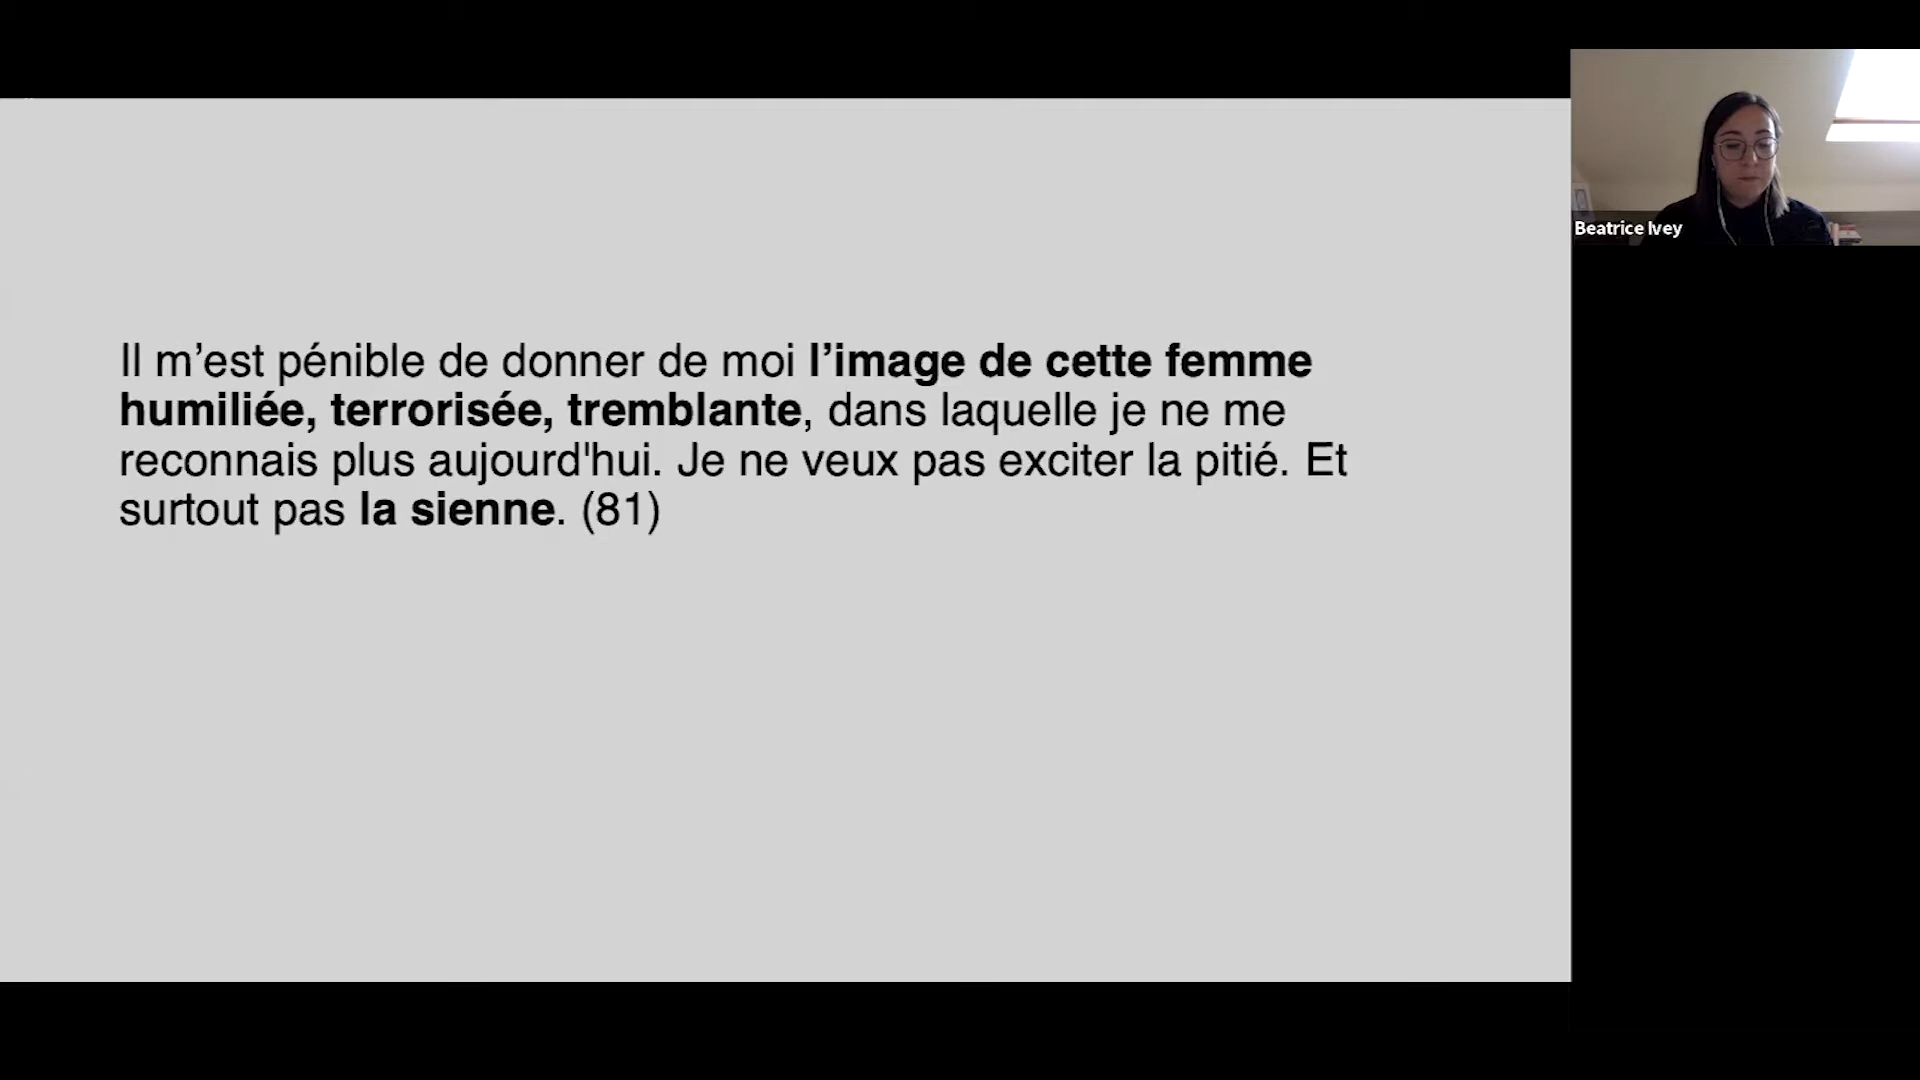 Il m’est pénible de donner de moi l’image de cette femme
humiliée, terrorisée, tremblante, dans laquelle je ne me
reconnais plus aujourd'hui. Je ne veux pas exciter la pitié. Et
surtout pas la sienne. (81)
Beatrice Ivey